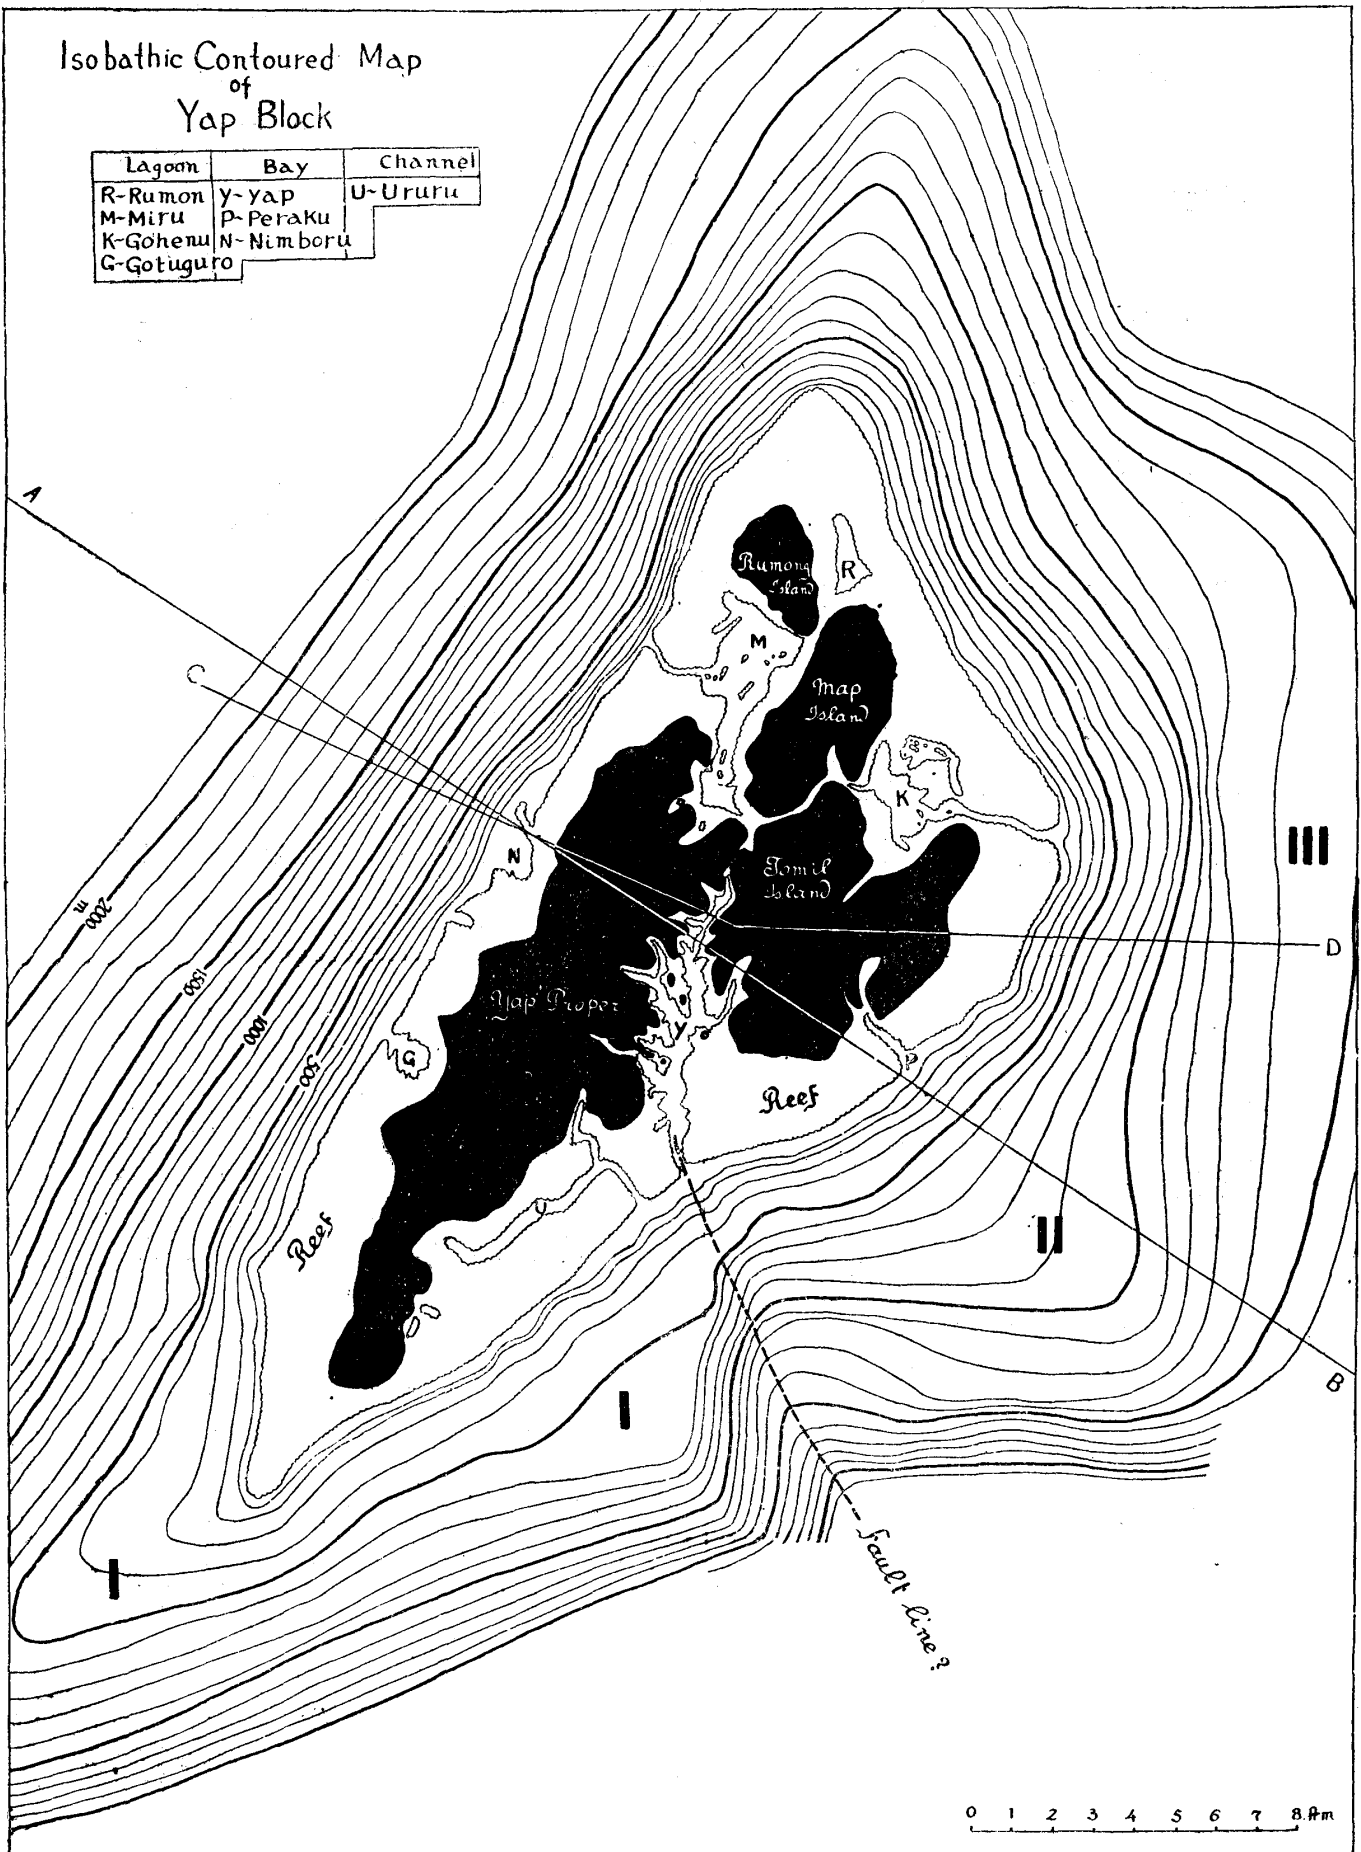 Isobathic Contoured Map
of
Yap Block
Lagoon Bay Channel
R-Rumon Y-Yap U-Ururu
M-Miru P-Peraku
K-Gohenu N-Nimboru
G-Gotuguro
A
C
Rumong
Island
R
M
Map
Island
K
N
Tomil
Island
III
2000 m
1500
1000
500
D
Yap Proper
Y
G
P
Reef
U
Reef
II
I
B
I
Fault line?
0 1 2 3 4 5 6 7 8 km